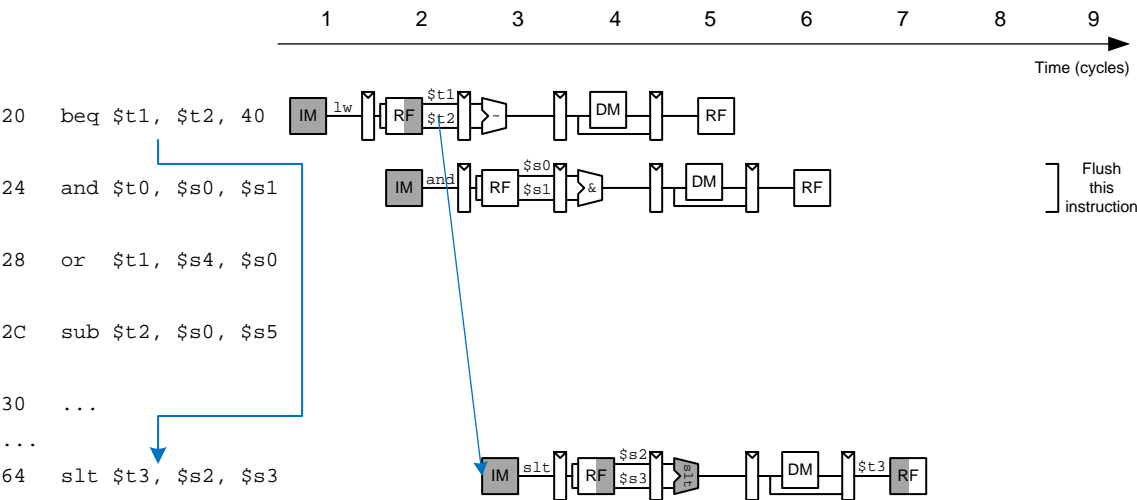 1 2 3 4 5 6 7 8 9
Time (cycles)
20 beq $t1, $t2, 40 IM lw RF $t1 $t2 - DM RF
24 and $t0, $s0, $s1 IM and RF $s0 $s1 & DM RF
Flush
this
instruction
28 or $t1, $s4, $s0
2C sub $t2, $s0, $s5
30 ...
...
64 slt $t3, $s2, $s3 IM slt RF $s2 $s3 slt DM $t3 RF